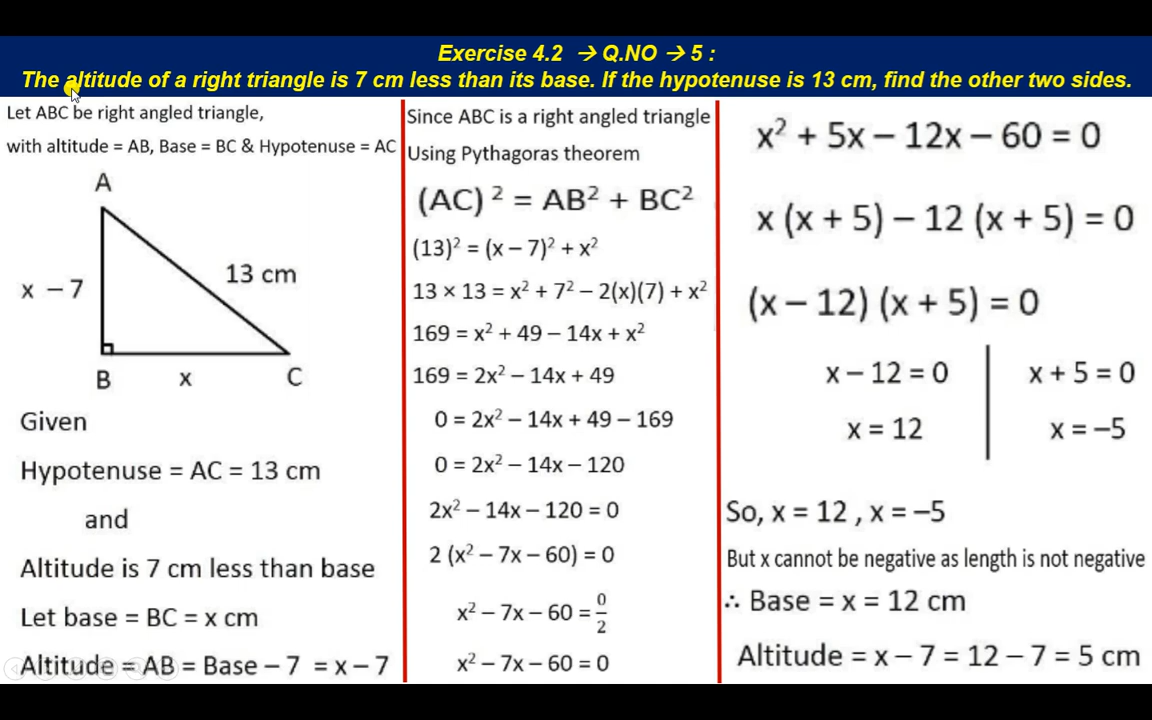 Exercise 4.2 → Q.NO → 5 :
The altitude of a right triangle is 7 cm less than its base. If the hypotenuse is 13 cm, find the other two sides.
Let ABC be right angled triangle,
with altitude = AB, Base = BC & Hypotenuse = AC
A
x – 7
13 cm
B
x
C
Given
Hypotenuse = AC = 13 cm
and
Altitude is 7 cm less than base
Let base = BC = x cm
Altitude = AB = Base – 7 = x – 7
Since ABC is a right angled triangle
Using Pythagoras theorem
(AC) ² = AB² + BC²
(13)² = (x – 7)² + x²
13 × 13 = x² + 7² – 2(x)(7) + x²
169 = x² + 49 – 14x + x²
169 = 2x² – 14x + 49
0 = 2x² – 14x + 49 – 169
0 = 2x² – 14x – 120
2x² – 14x – 120 = 0
2 (x² – 7x – 60) = 0
x² – 7x – 60 = 0/2
x² – 7x – 60 = 0
x² + 5x – 12x – 60 = 0
x (x + 5) – 12 (x + 5) = 0
(x – 12) (x + 5) = 0
x – 12 = 0
x + 5 = 0
x = 12
x = –5
So, x = 12 , x = –5
But x cannot be negative as length is not negative
∴ Base = x = 12 cm
Altitude = x – 7 = 12 – 7 = 5 cm